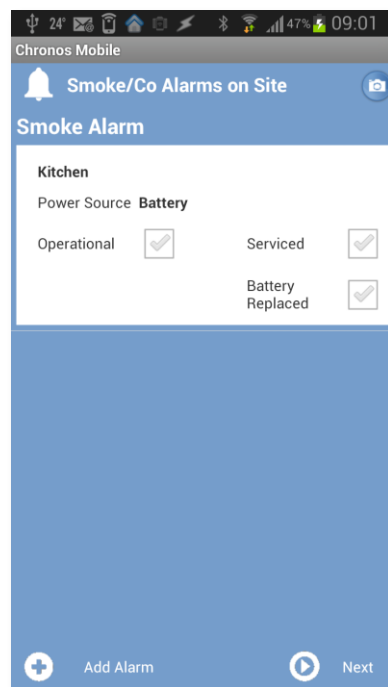 24° 47% 09:01
Chronos Mobile
Smoke/Co Alarms on Site
Smoke Alarm
Kitchen
Power Source Battery
Operational Serviced
Battery
Replaced
Add Alarm Next